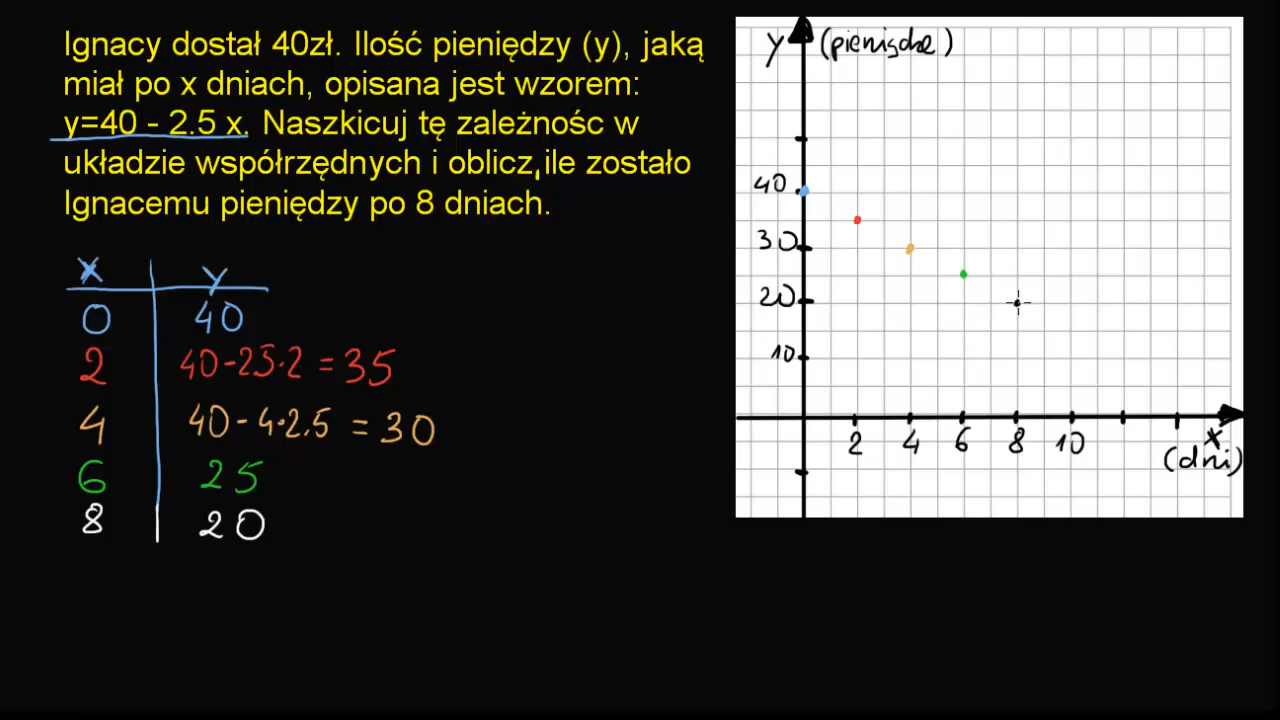 Ignacy dostał 40zł. Ilość pieniędzy (y), jaką
miał po x dniach, opisana jest wzorem:
y=40 - 2.5 x. Naszkicuj tę zależnośc w
układzie współrzędnych i oblicz, ile zostało
Ignacemu pieniędzy po 8 dniach.
x y
0 40
2 40-2.5·2 = 35
4 40-4·2.5 = 30
6 25
8 20
y (pieniądze)
40
30
20
10
2 4 6 8 10 x
(dni)